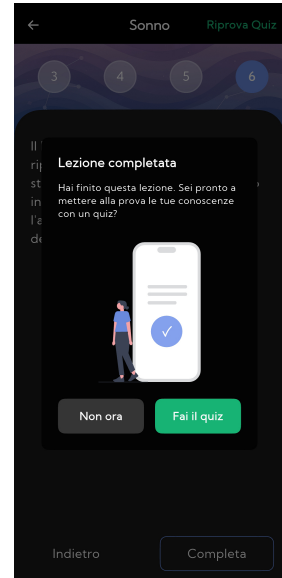 Sonno
Riprova Quiz
3
4
5
6
Il
Lezione completata
Hai finito questa lezione. Sei pronto a
mettere alla prova le tue conoscenze
con un quiz?
Non ora
Fai il quiz
Indietro
Completa